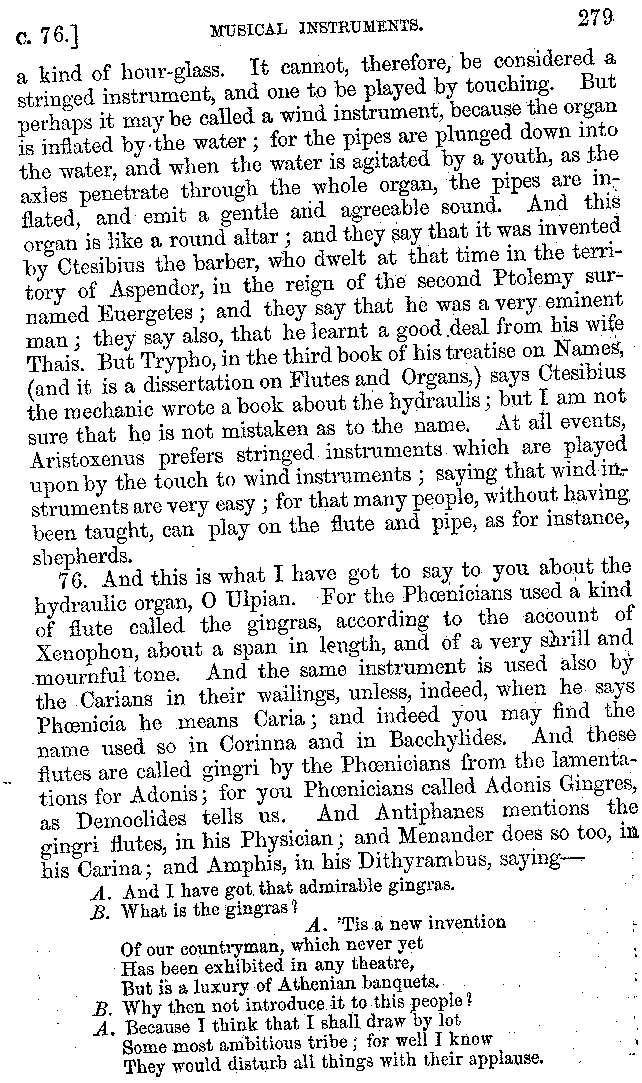 c. 76.] MUSICAL INSTRUMENTS. 279
a kind of hour-glass. It cannot, therefore, be considered a
stringed instrument, and one to be played by touching. But
perhaps it may be called a wind instrument, because the organ
is inflated by the water; for the pipes are plunged down into
the water, and when the water is agitated by a youth, as the
axles penetrate through the whole organ, the pipes are in-
flated, and emit a gentle and agreeable sound. And this
organ is like a round altar; and they say that it was invented
by Ctesibius the barber, who dwelt at that time in the terri-
tory of Aspendor, in the reign of the second Ptolemy sur-
named Euergetes; and they say that he was a very eminent
man; they say also, that he learnt a good deal from his wife
Thais. But Trypho, in the third book of his treatise on Names,
(and it is a dissertation on Flutes and Organs,) says Ctesibius
the mechanic wrote a book about the hydraulis; but I am not
sure that he is not mistaken as to the name. At all events,
Aristoxenus prefers stringed instruments which are played
upon by the touch to wind instruments; saying that wind in-
struments are very easy; for that many people, without having
been taught, can play on the flute and pipe, as for instance,
shepherds.
76. And this is what I have got to say to you about the
hydraulic organ, O Ulpian. For the Phœnicians used a kind
of flute called the gingras, according to the account of
Xenophon, about a span in length, and of a very shrill and
mournful tone. And the same instrument is used also by
the Carians in their wailings, unless, indeed, when he says
Phœnicia he means Caria; and indeed you may find the
name used so in Corinna and in Bacchylides. And these
flutes are called gingri by the Phœnicians from the lamenta-
tions for Adonis; for you Phœnicians called Adonis Gingres,
as Democlides tells us. And Antiphanes mentions the
gingri flutes, in his Physician; and Menander does so too, in
his Carina; and Amphis, in his Dithyrambus, saying—
A. And I have got that admirable gingras.
B. What is the gingras?
A. 'Tis a new invention
Of our countryman, which never yet
Has been exhibited in any theatre,
But is a luxury of Athenian banquets.
B. Why then not introduce it to this people?
A. Because I think that I shall draw by lot
Some most ambitious tribe; for well I know
They would disturb all things with their applause.